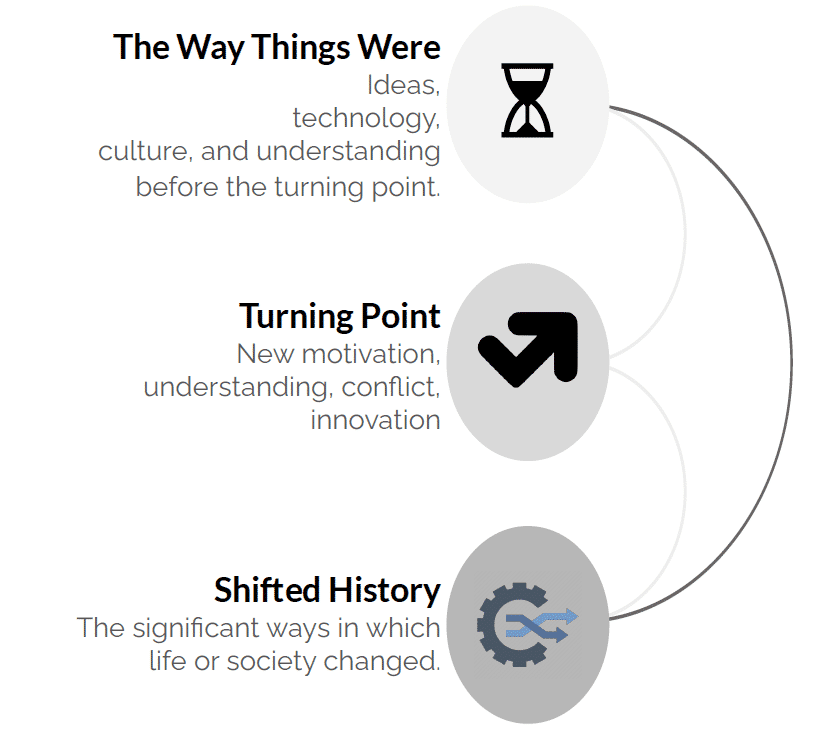 The Way Things Were
Ideas,
technology,
culture, and understanding
before the turning point.
Turning Point
New motivation,
understanding, conflict,
innovation
Shifted History
The significant ways in which
life or society changed.